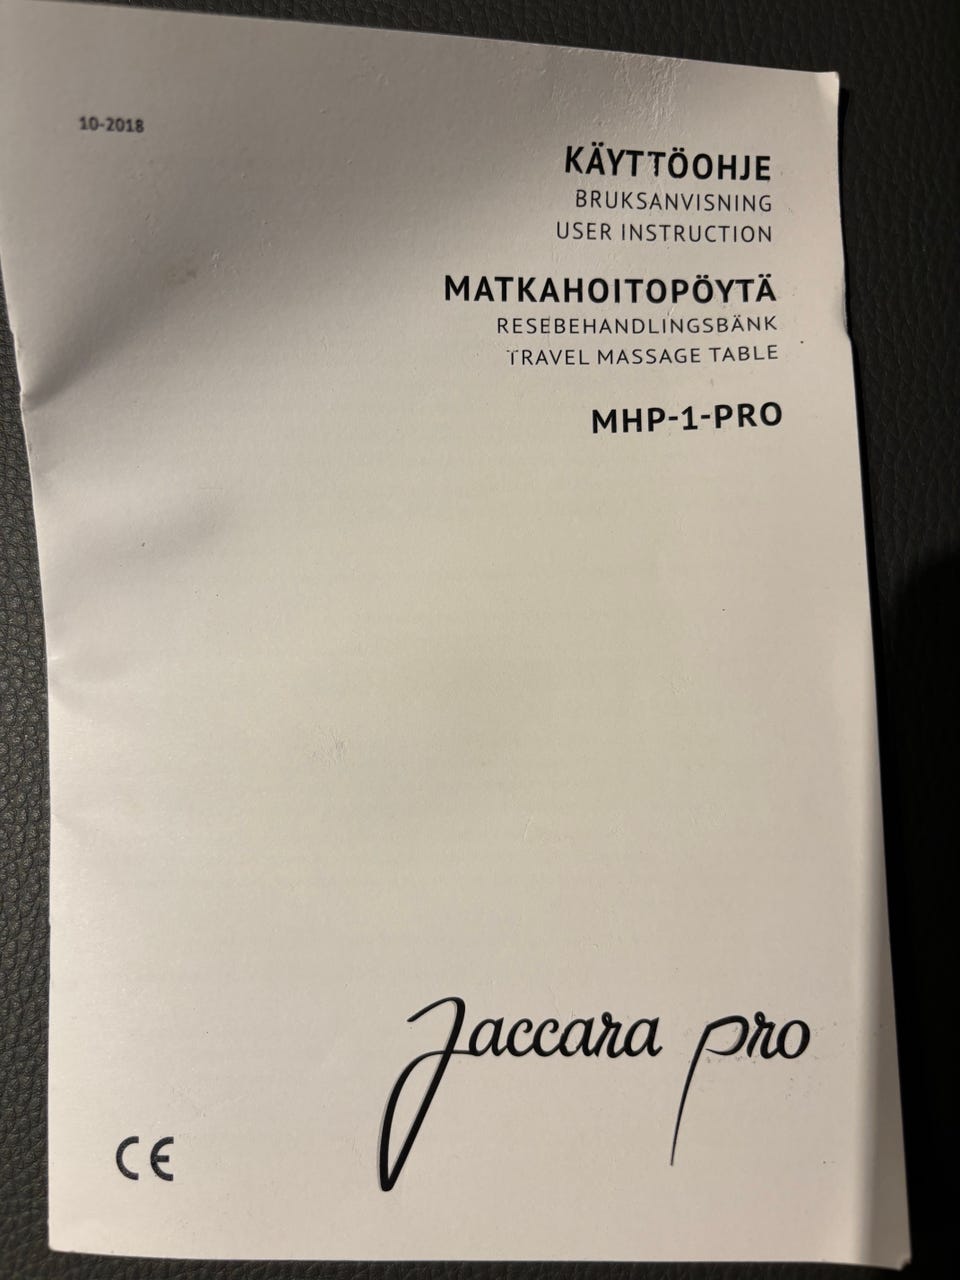 10-2018
KÄYTTÖOHJE
BRUKSANVISNING
USER INSTRUCTION
MATKAHOITOPÖYTÄ
RESEBEHANDLINGSBÄNK
TRAVEL MASSAGE TABLE
MHP-1-PRO
Jaccara pro
CE